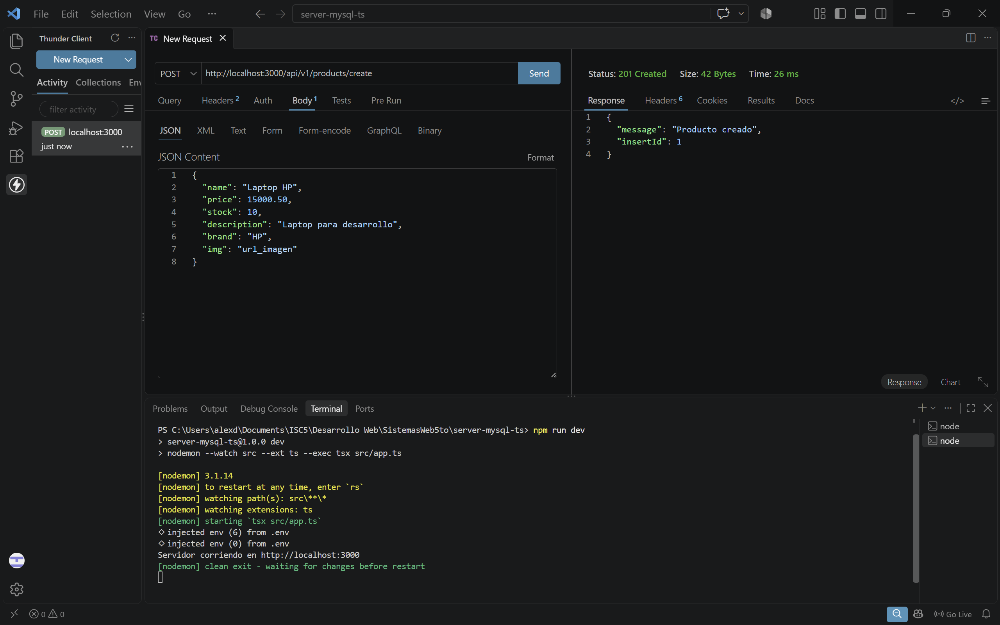 File Edit Selection View Go ··· server-mysql-ts
Thunder Client
New Request
Activity Collections Env
filter activity
POST localhost:3000
just now
TC New Request
POST http://localhost:3000/api/v1/products/create Send
Query Headers 2 Auth Body 1 Tests Pre Run
JSON XML Text Form Form-encode GraphQL Binary
JSON Content Format
1 {
2 "name": "Laptop HP",
3 "price": 15000.50,
4 "stock": 10,
5 "description": "Laptop para desarrollo",
6 "brand": "HP",
7 "img": "url_imagen"
8 }
Status: 201 Created Size: 42 Bytes Time: 26 ms
Response Headers 6 Cookies Results Docs </>
1 {
2 "message": "Producto creado",
3 "insertId": 1
4 }
Response Chart
Problems Output Debug Console Terminal Ports
PS C:\Users\alexd\Documents\ISC5\Desarrollo Web\SistemasWeb5to\server-mysql-ts> npm run dev
> server-mysql-ts@1.0.0 dev
> nodemon --watch src --ext ts --exec tsx src/app.ts
[nodemon] 3.1.14
[nodemon] to restart at any time, enter `rs`
[nodemon] watching path(s): src\**\*
[nodemon] watching extensions: ts
[nodemon] starting `tsx src/app.ts`
◇ injected env (6) from .env
◇ injected env (0) from .env
Servidor corriendo en http://localhost:3000
[nodemon] clean exit - waiting for changes before restart
node
node
0 0 Go Live